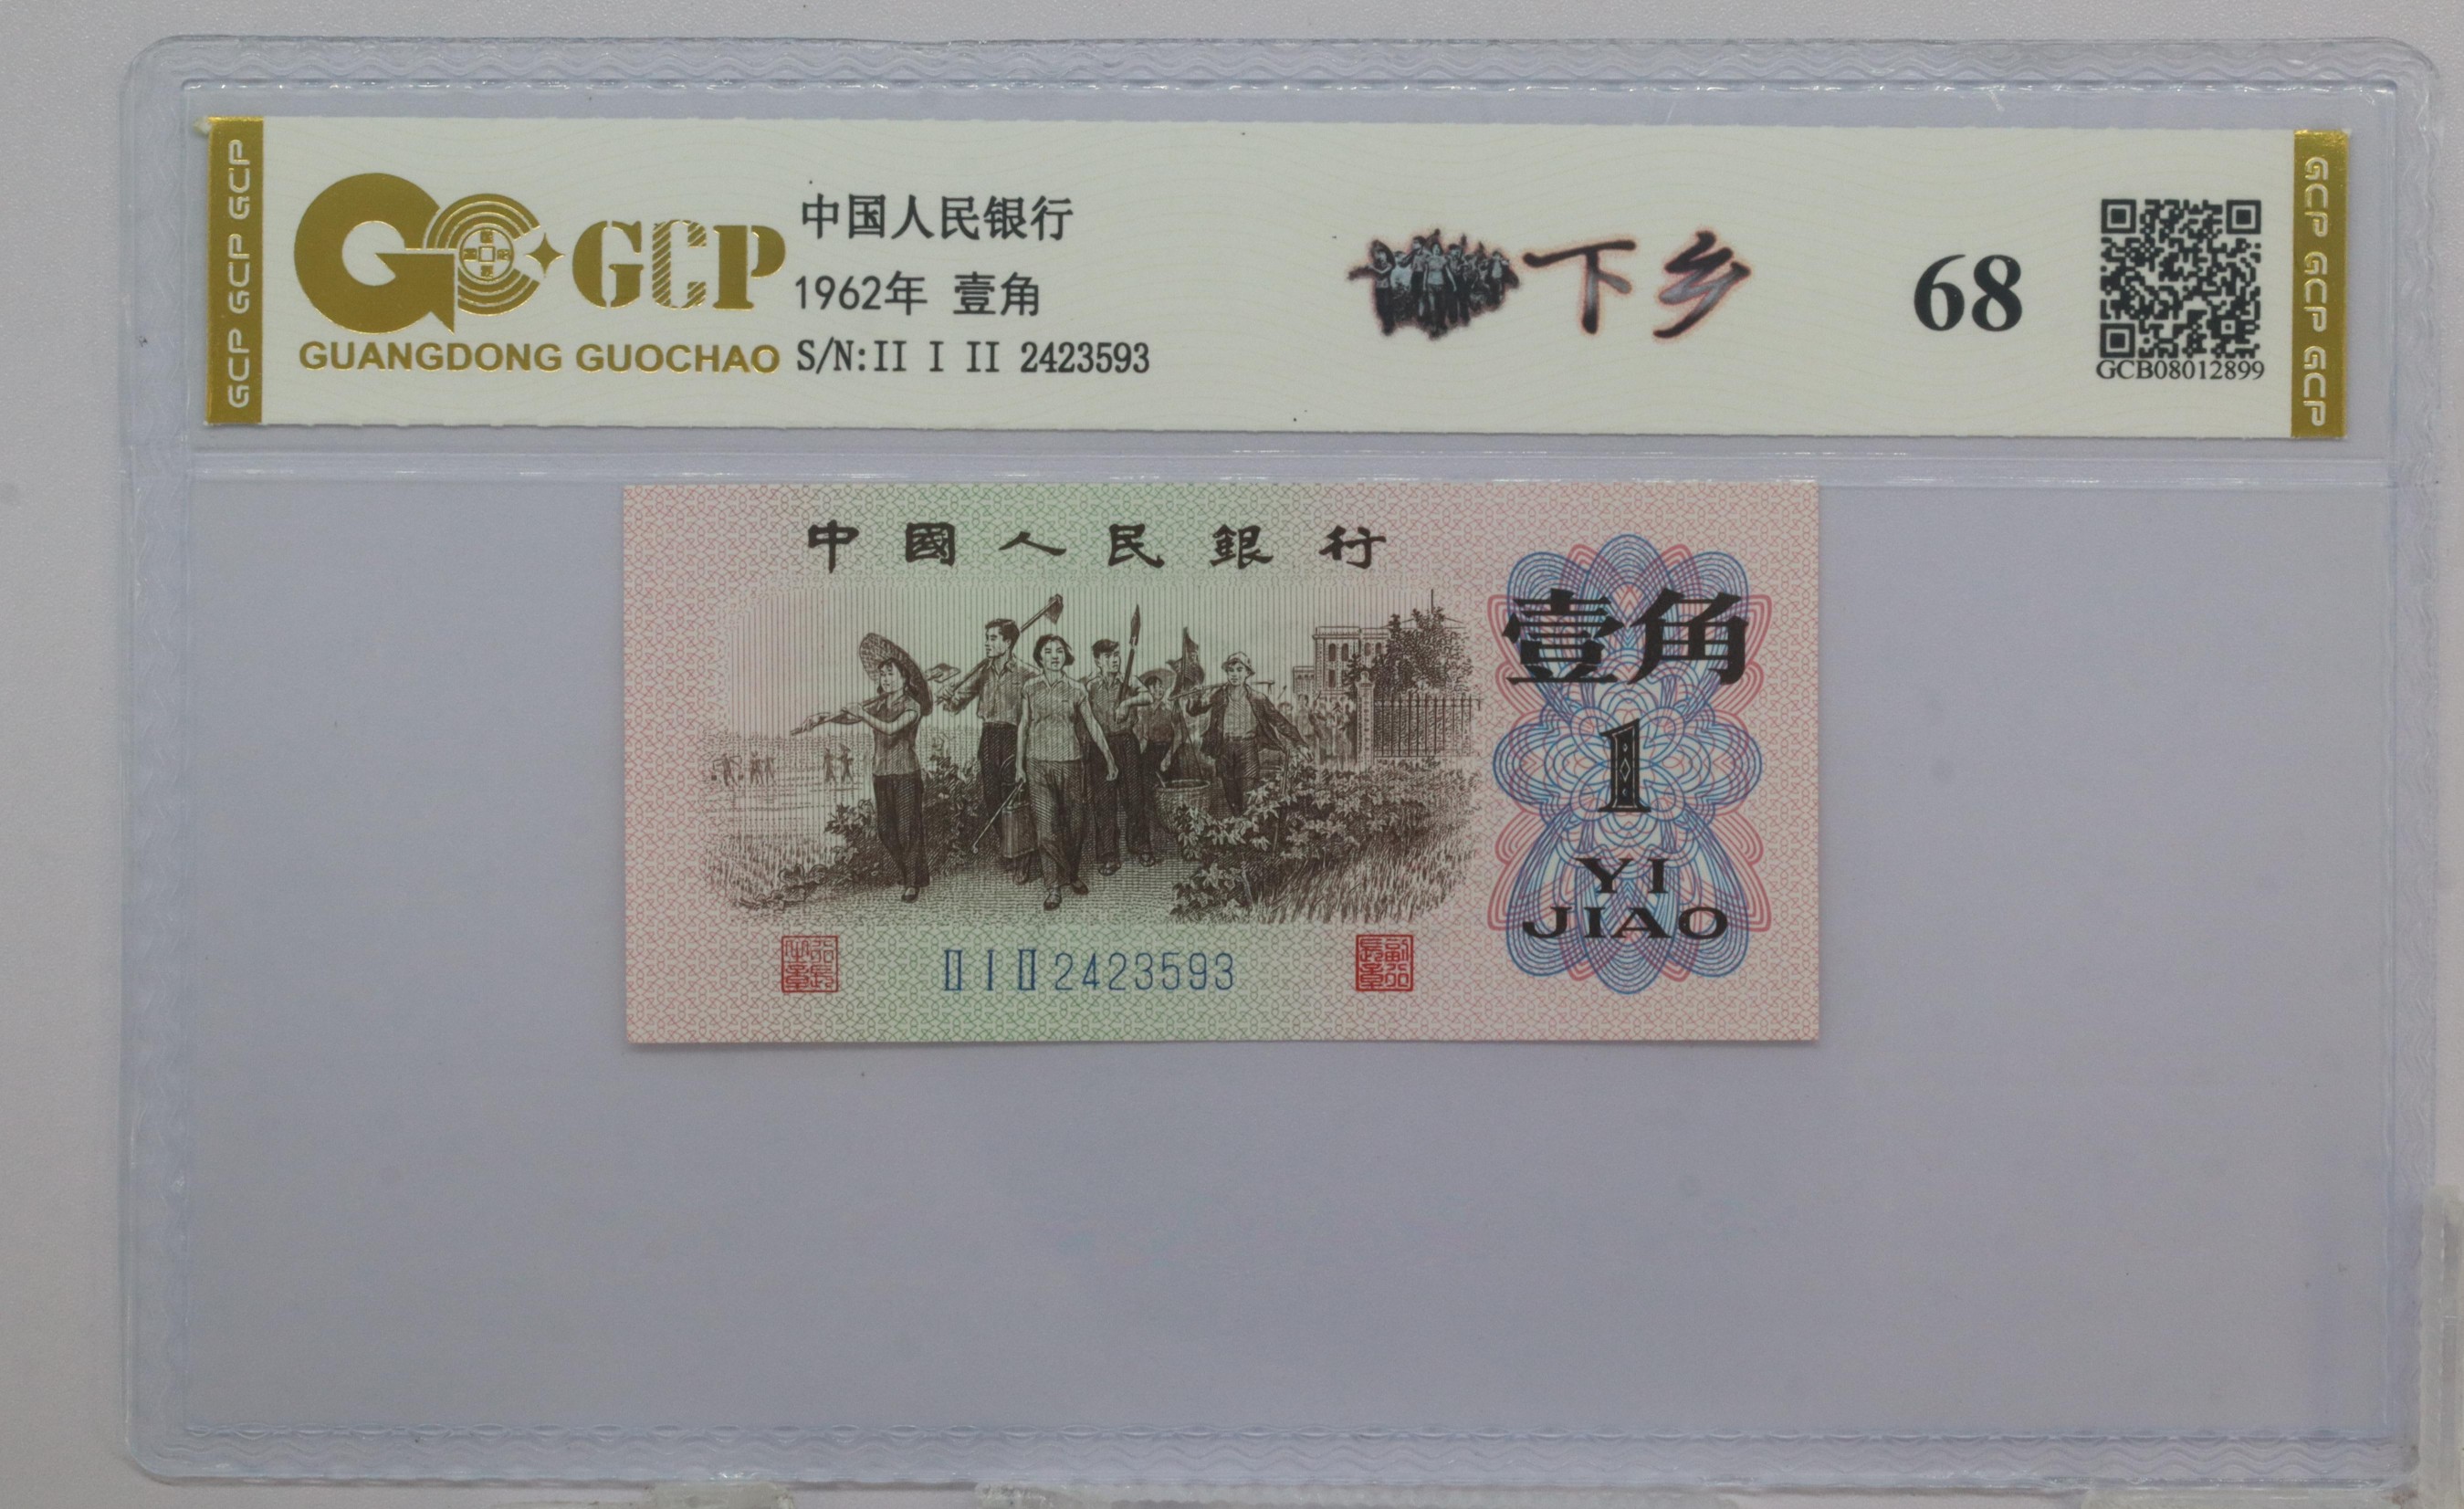 GCP GCP GCP
GCP
GUANGDONG GUOCHAO
中国人民银行
1962年 壹角
S/N:II I II 2423593
下乡
68
GCB08012899
GCP GCP GCP
中國人民銀行
壹角
1
YI
JIAO
II I II 2423593